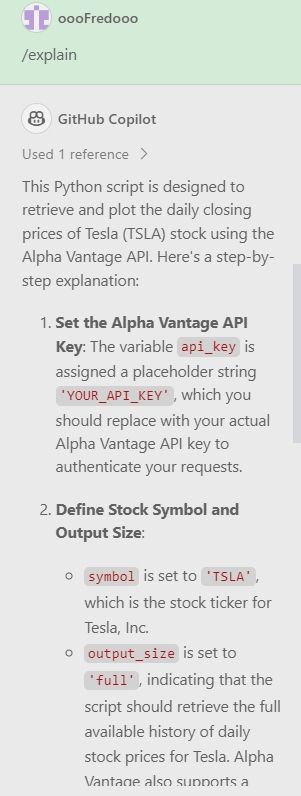 oooFredooo
/explain
GitHub Copilot
Used 1 reference
This Python script is designed to
retrieve and plot the daily closing
prices of Tesla (TSLA) stock using the
Alpha Vantage API. Here's a step-by-
step explanation:
1. Set the Alpha Vantage API
Key: The variable api_key is
assigned a placeholder string
'YOUR_API_KEY', which you
should replace with your actual
Alpha Vantage API key to
authenticate your requests.
2. Define Stock Symbol and
Output Size:
symbol is set to 'TSLA',
which is the stock ticker for
Tesla, Inc.
output_size is set to
'full', indicating that the
script should retrieve the full
available history of daily
stock prices for Tesla. Alpha
Vantage also supports a